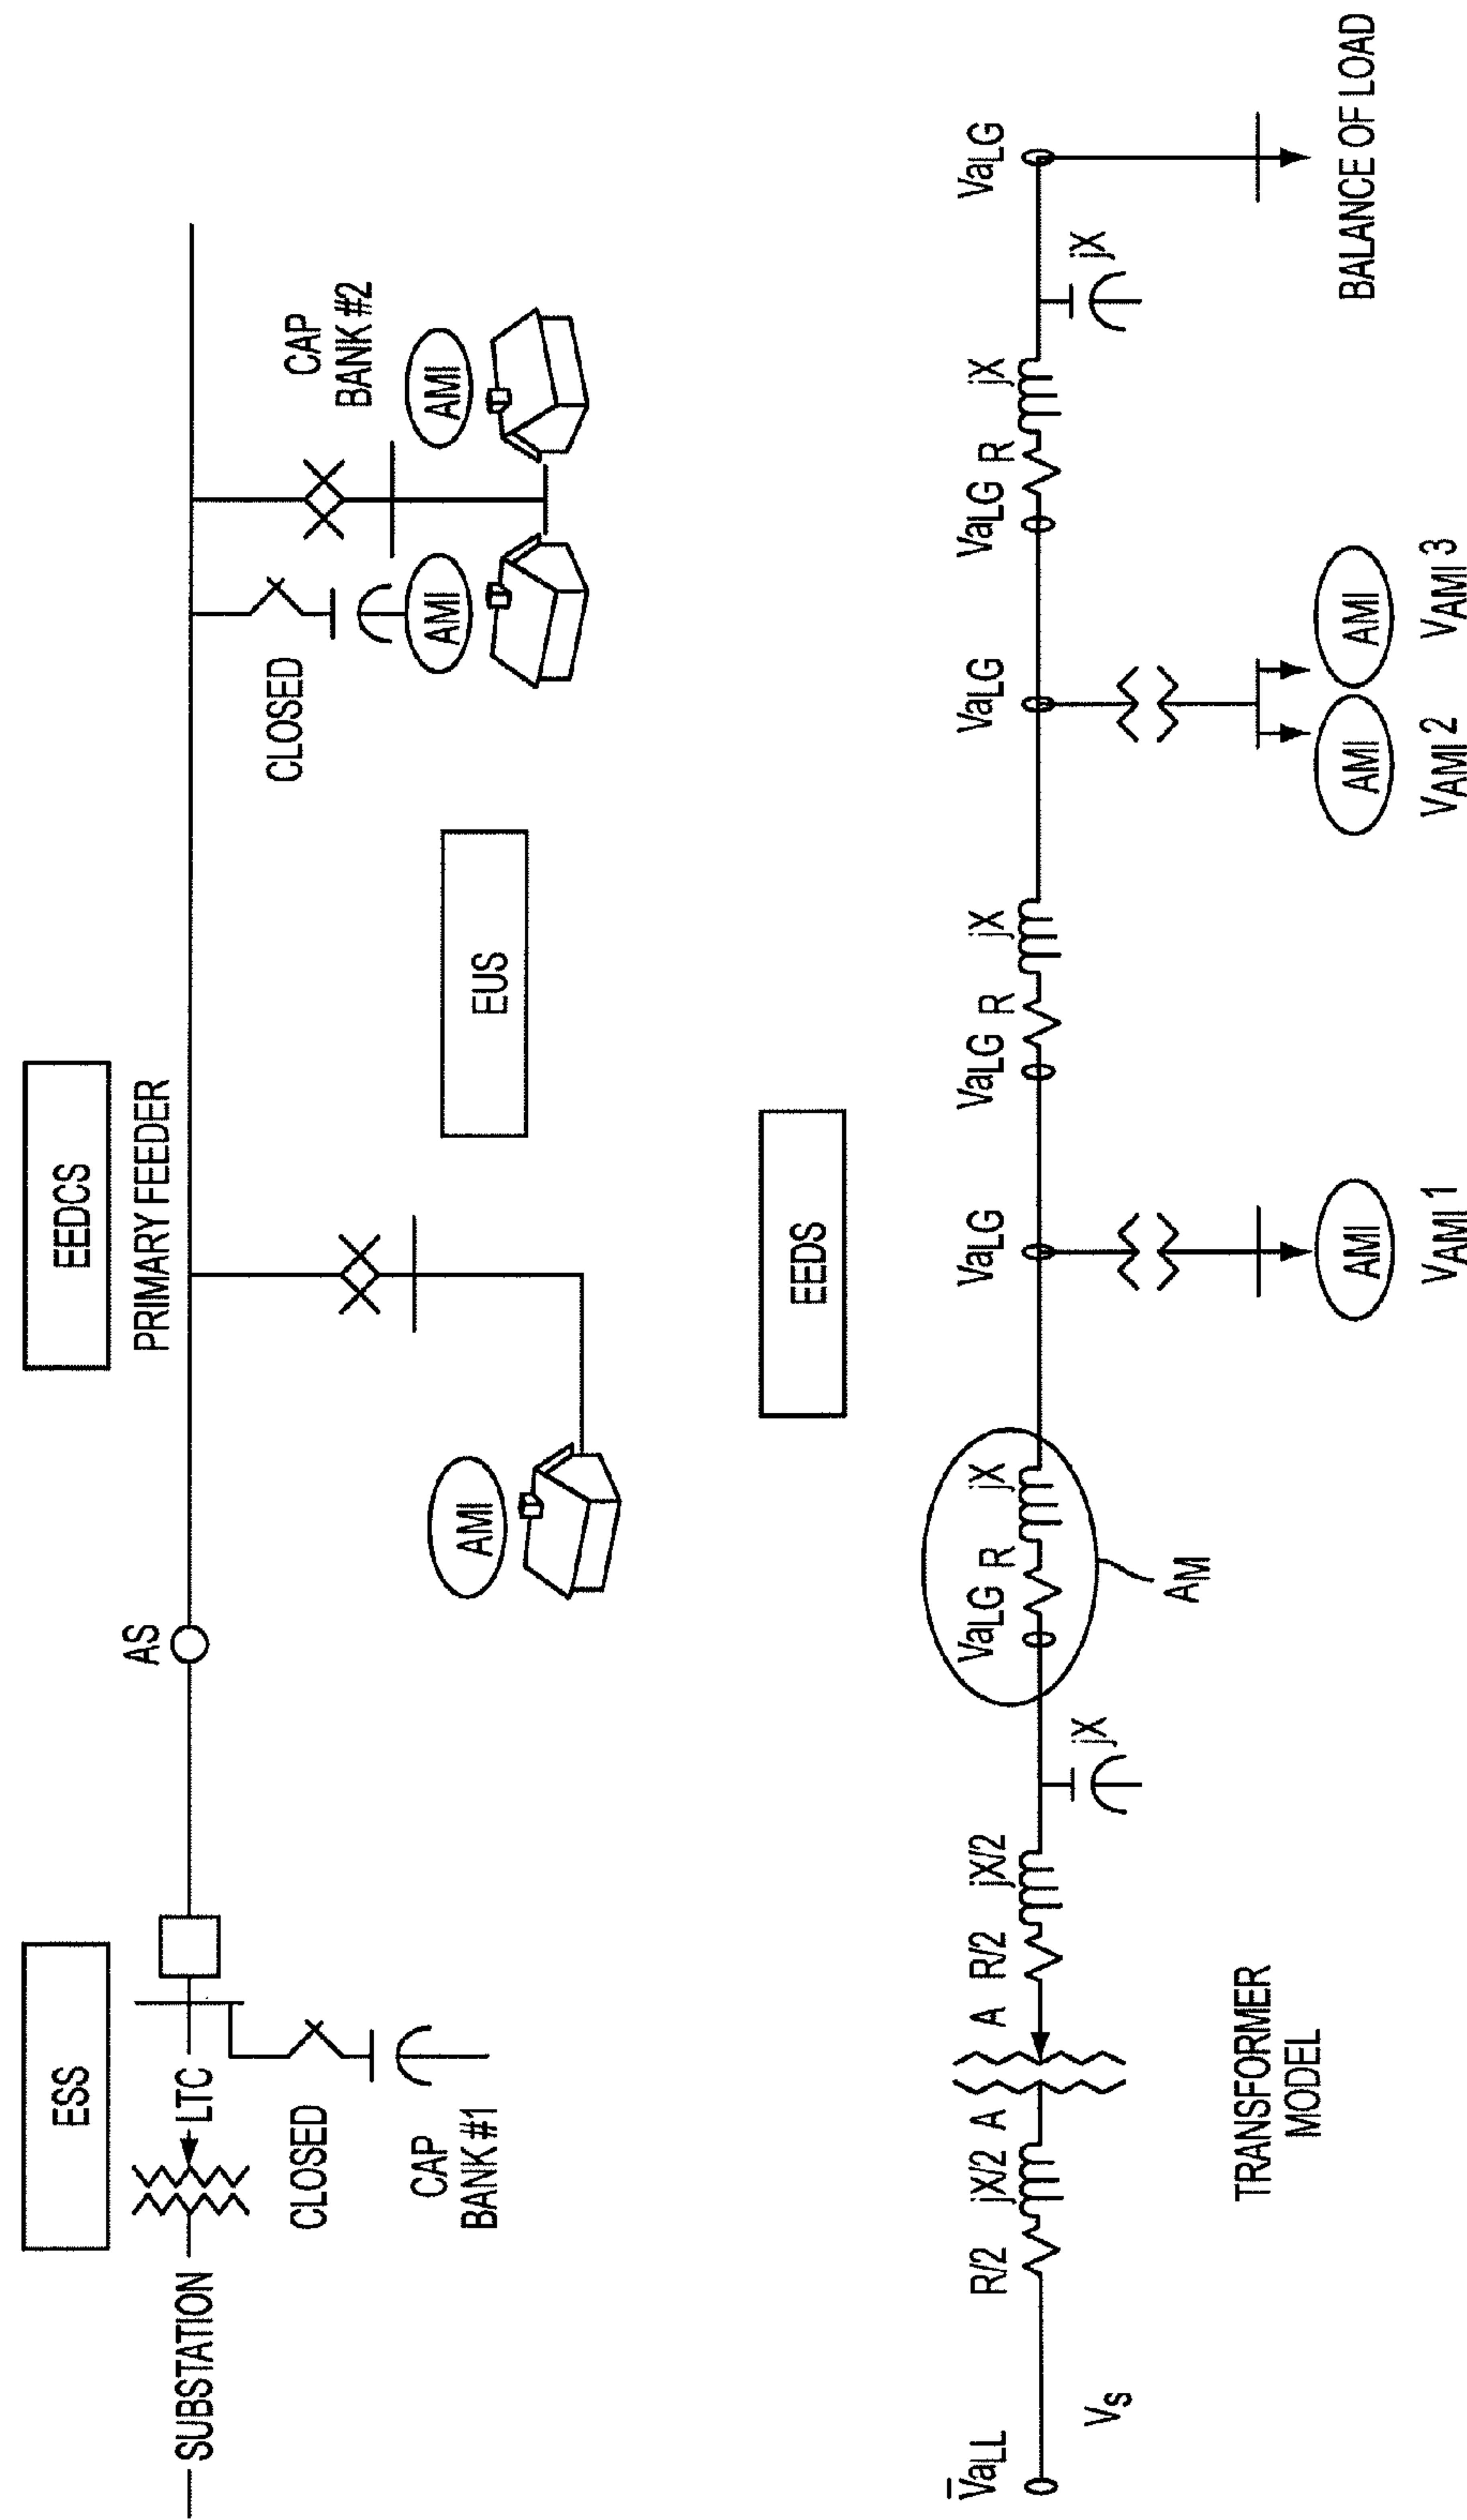 ESS
EEDCS
SUBSTATION
LTC
AS
PRIMARY FEEDER
CLOSED
CAP
BANK #1
AMI
EUS
CLOSED
AMI
CAP
BANK #2
AMI
EEDS
V̅aLL
Vs
R/2
jX/2
A
A
R/2
jX/2
jX
VaLG
R
jX
VaLG
VaLG
R
jX
VaLG
VaLG
R
jX
jX
VaLG
AM
TRANSFORMER
MODEL
AMI
VAMI 1
AMI
AMI
VAMI 2
VAMI 3
BALANCE OF LOAD